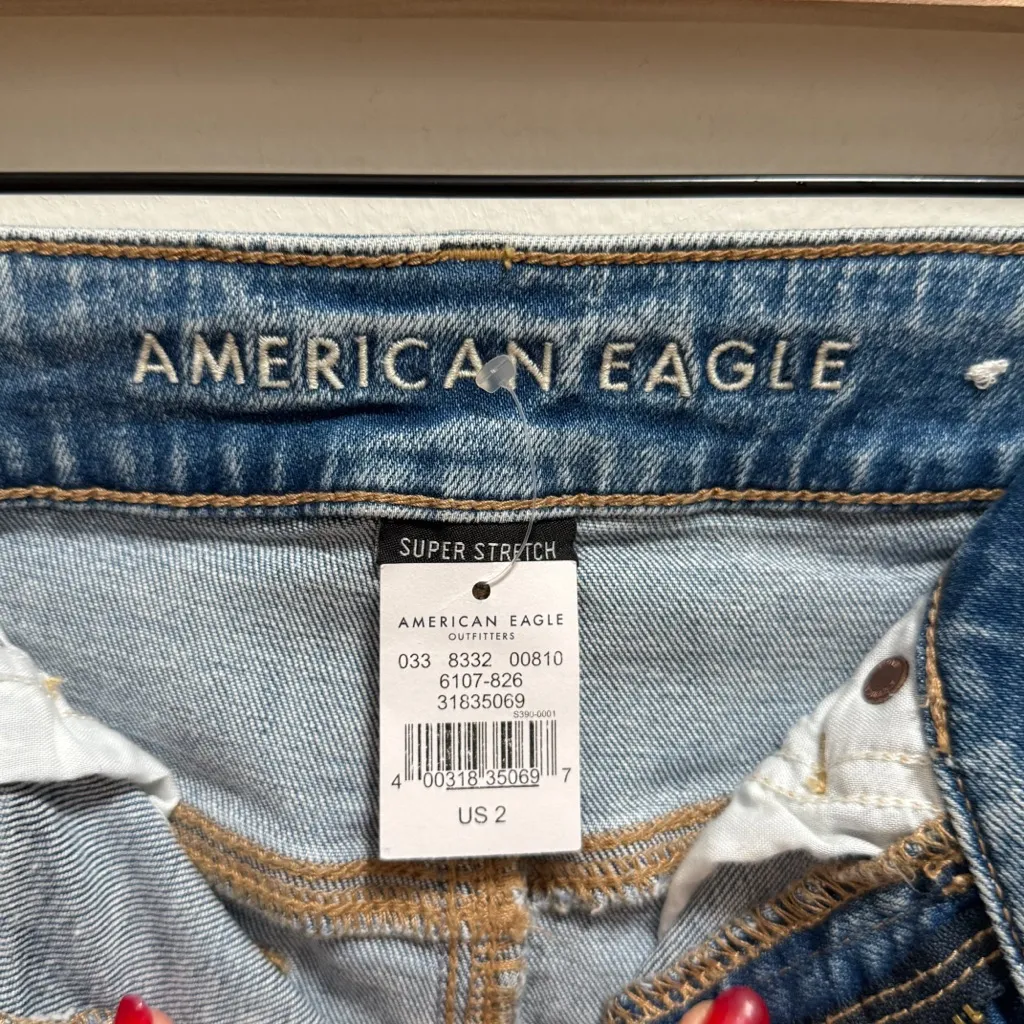 AMERICAN EAGLE
SUPER STRETCH
AMERICAN EAGLE
OUTFITTERS
033 8332 00810
6107-826
31835069
S390-0001
4 00318 35069 7
US 2